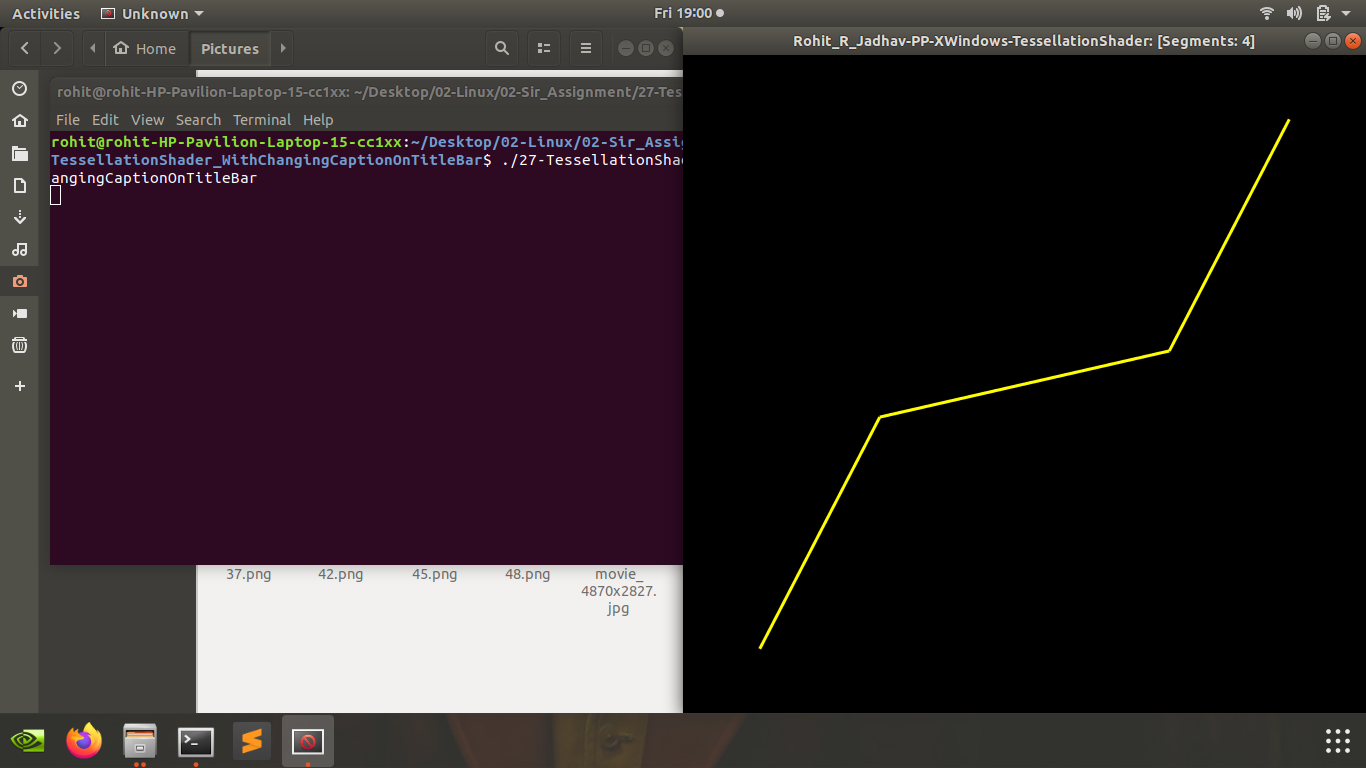 Activities Unknown Fri 19:00
Home Pictures
Rohit_R_Jadhav-PP-XWindows-TessellationShader: [Segments: 4]
rohit@rohit-HP-Pavilion-Laptop-15-cc1xx: ~/Desktop/02-Linux/02-Sir_Assignment/27-Tes
File Edit View Search Terminal Help
rohit@rohit-HP-Pavilion-Laptop-15-cc1xx:~/Desktop/02-Linux/02-Sir_Assig
TessellationShader_WithChangingCaptionOnTitleBar$ ./27-TessellationShad
angingCaptionOnTitleBar
37.png 42.png 45.png 48.png movie_
4870x2827.
jpg